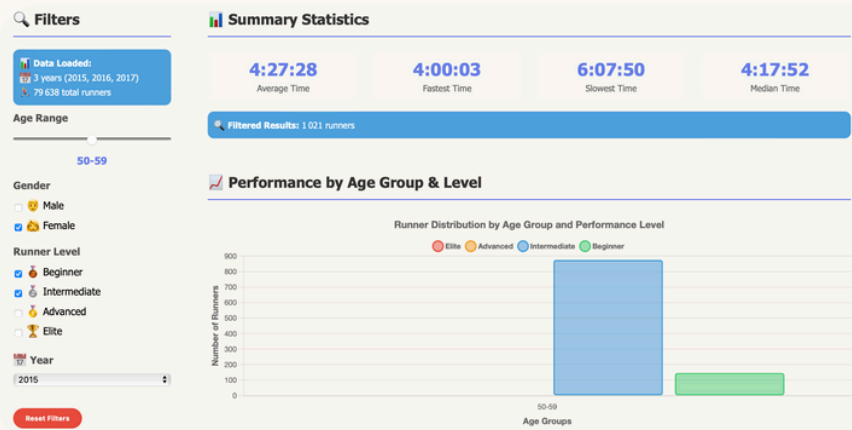 Filters
Data Loaded:
3 years (2015, 2016, 2017)
79 638 total runners
Age Range
50-59
Gender
Male
Female
Runner Level
Beginner
Intermediate
Advanced
Elite
Year
2015
Reset Filters
Summary Statistics
4:27:28
Average Time
4:00:03
Fastest Time
6:07:50
Slowest Time
4:17:52
Median Time
Filtered Results: 1 021 runners
Performance by Age Group & Level
Runner Distribution by Age Group and Performance Level
Elite Advanced Intermediate Beginner
Number of Runners
900
800
700
600
500
400
300
200
100
0
50-59
Age Groups